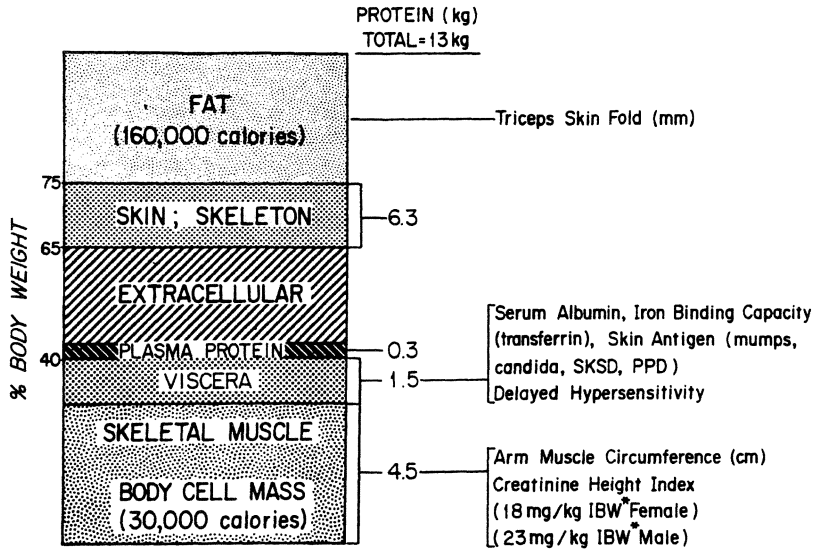 PROTEIN (kg)
TOTAL = 13 kg
FAT
(160,000 calories)
Triceps Skin Fold (mm)
75
SKIN; SKELETON
6.3
65
% BODY WEIGHT
EXTRACELLULAR
PLASMA PROTEIN
0.3
40
VISCERA
1.5
Serum Albumin, Iron Binding Capacity
(transferrin), Skin Antigen (mumps,
candida, SKSD, PPD)
Delayed Hypersensitivity
SKELETAL MUSCLE
4.5
BODY CELL MASS
(30,000 calories)
Arm Muscle Circumference (cm)
Creatinine Height Index
(18 mg/kg IBW* Female)
(23 mg/kg IBW* Male)